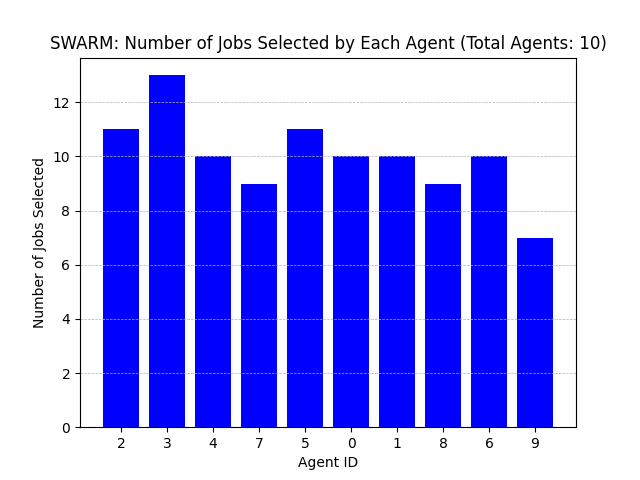 SWARM: Number of Jobs Selected by Each Agent (Total Agents: 10)
12
10
8
6
4
2
0
Number of Jobs Selected
2 3 4 7 5 0 1 8 6 9
Agent ID